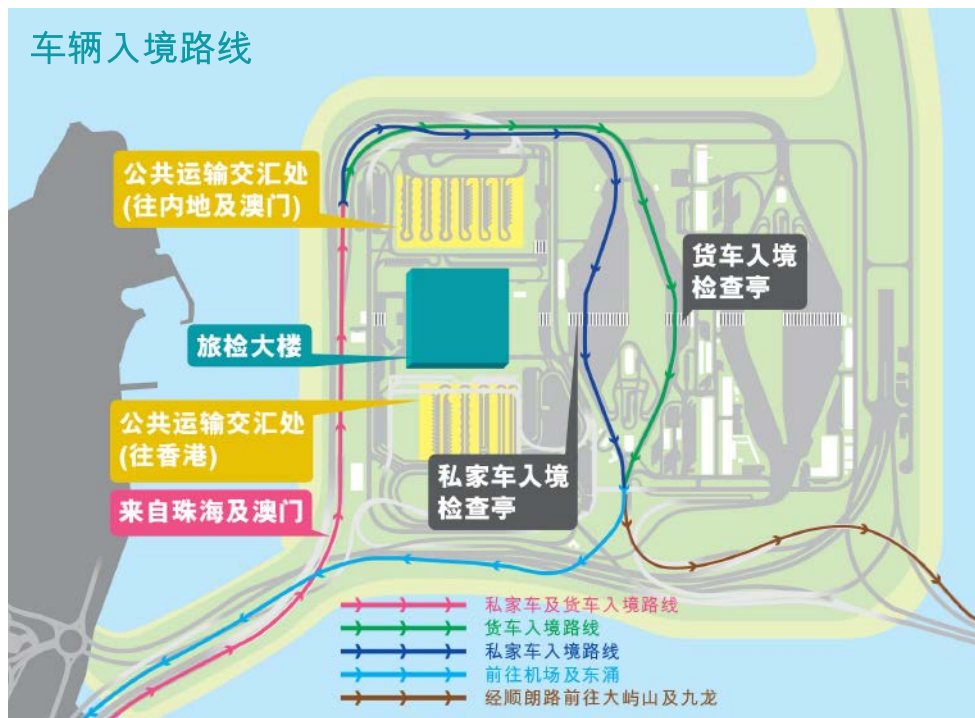 车辆入境路线
公共运输交汇处
(往内地及澳门)
货车入境
检查亭
旅检大楼
公共运输交汇处
(往香港)
私家车入境
检查亭
来自珠海及澳门
私家车及货车入境路线
货车入境路线
私家车入境路线
前往机场及东涌
经顺朗路前往大屿山及九龙